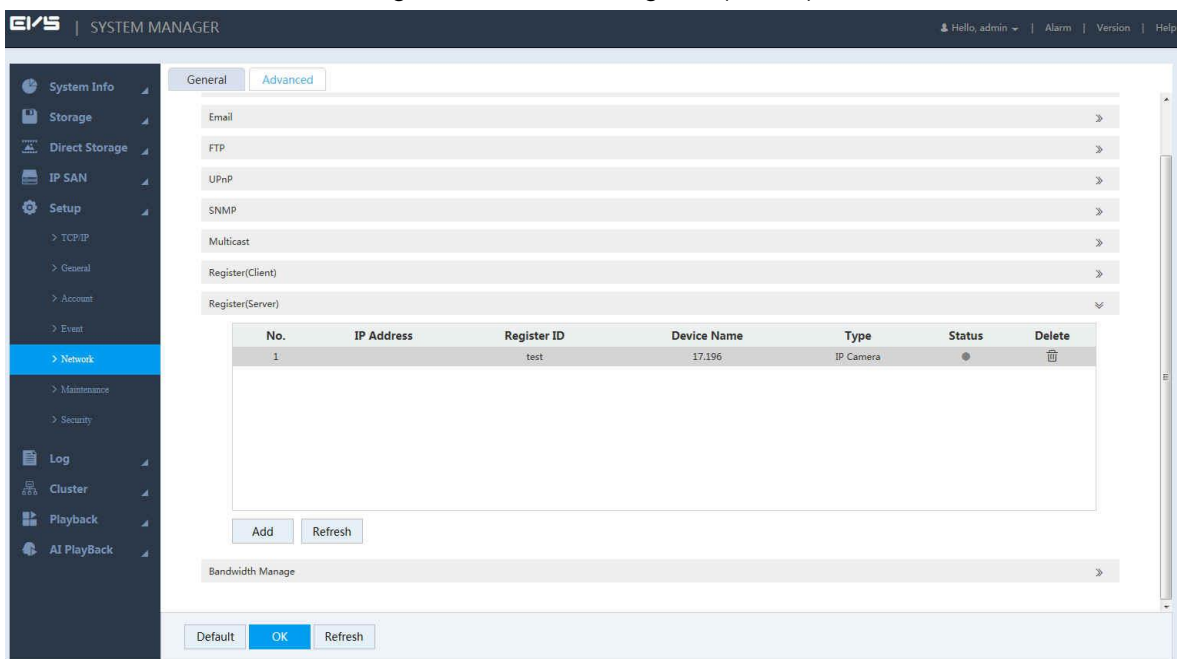 EVS | SYSTEM MANAGER
Hello, admin | Alarm | Version | Help
System Info
Storage
Direct Storage
IP SAN
Setup
> TCP/IP
> General
> Account
> Event
> Network
> Maintenance
> Security
Log
Cluster
Playback
AI PlayBack
General Advanced
Email
FTP
UPnP
SNMP
Multicast
Register(Client)
Register(Server)
No. IP Address Register ID Device Name Type Status Delete
1 test 17.196 IP Camera
Add Refresh
Bandwidth Manage
Default OK Refresh